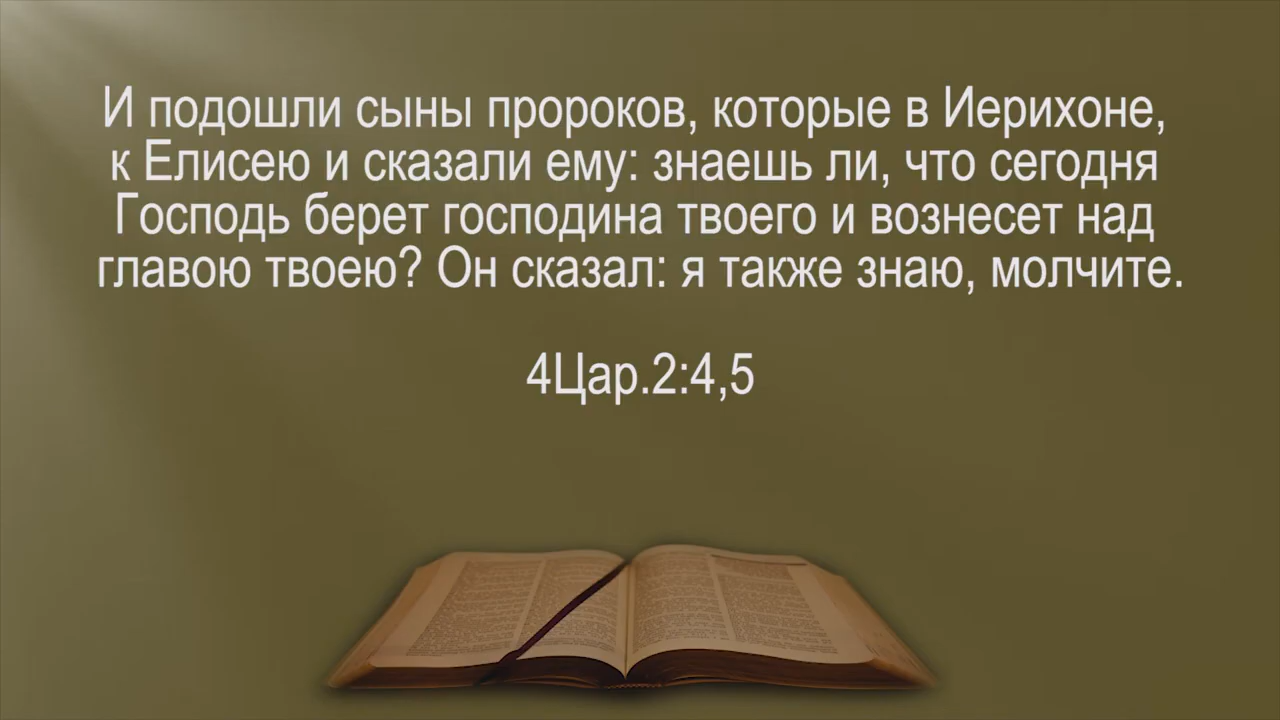 И подошли сыны пророков, которые в Иерихоне,
к Елисею и сказали ему: знаешь ли, что сегодня
Господь берет господина твоего и вознесет над
главою твоею? Он сказал: я также знаю, молчите.
4Цар.2:4,5